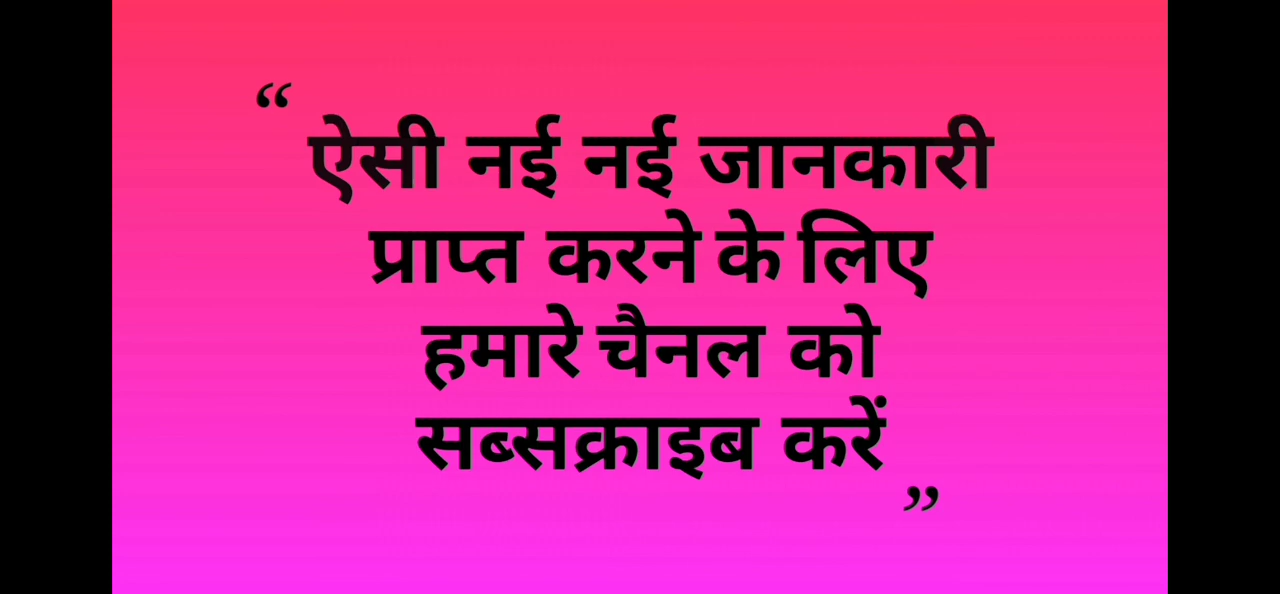 “ ऐसी नई नई जानकारी
प्राप्त करने के लिए
हमारे चैनल को
सब्सक्राइब करें ”